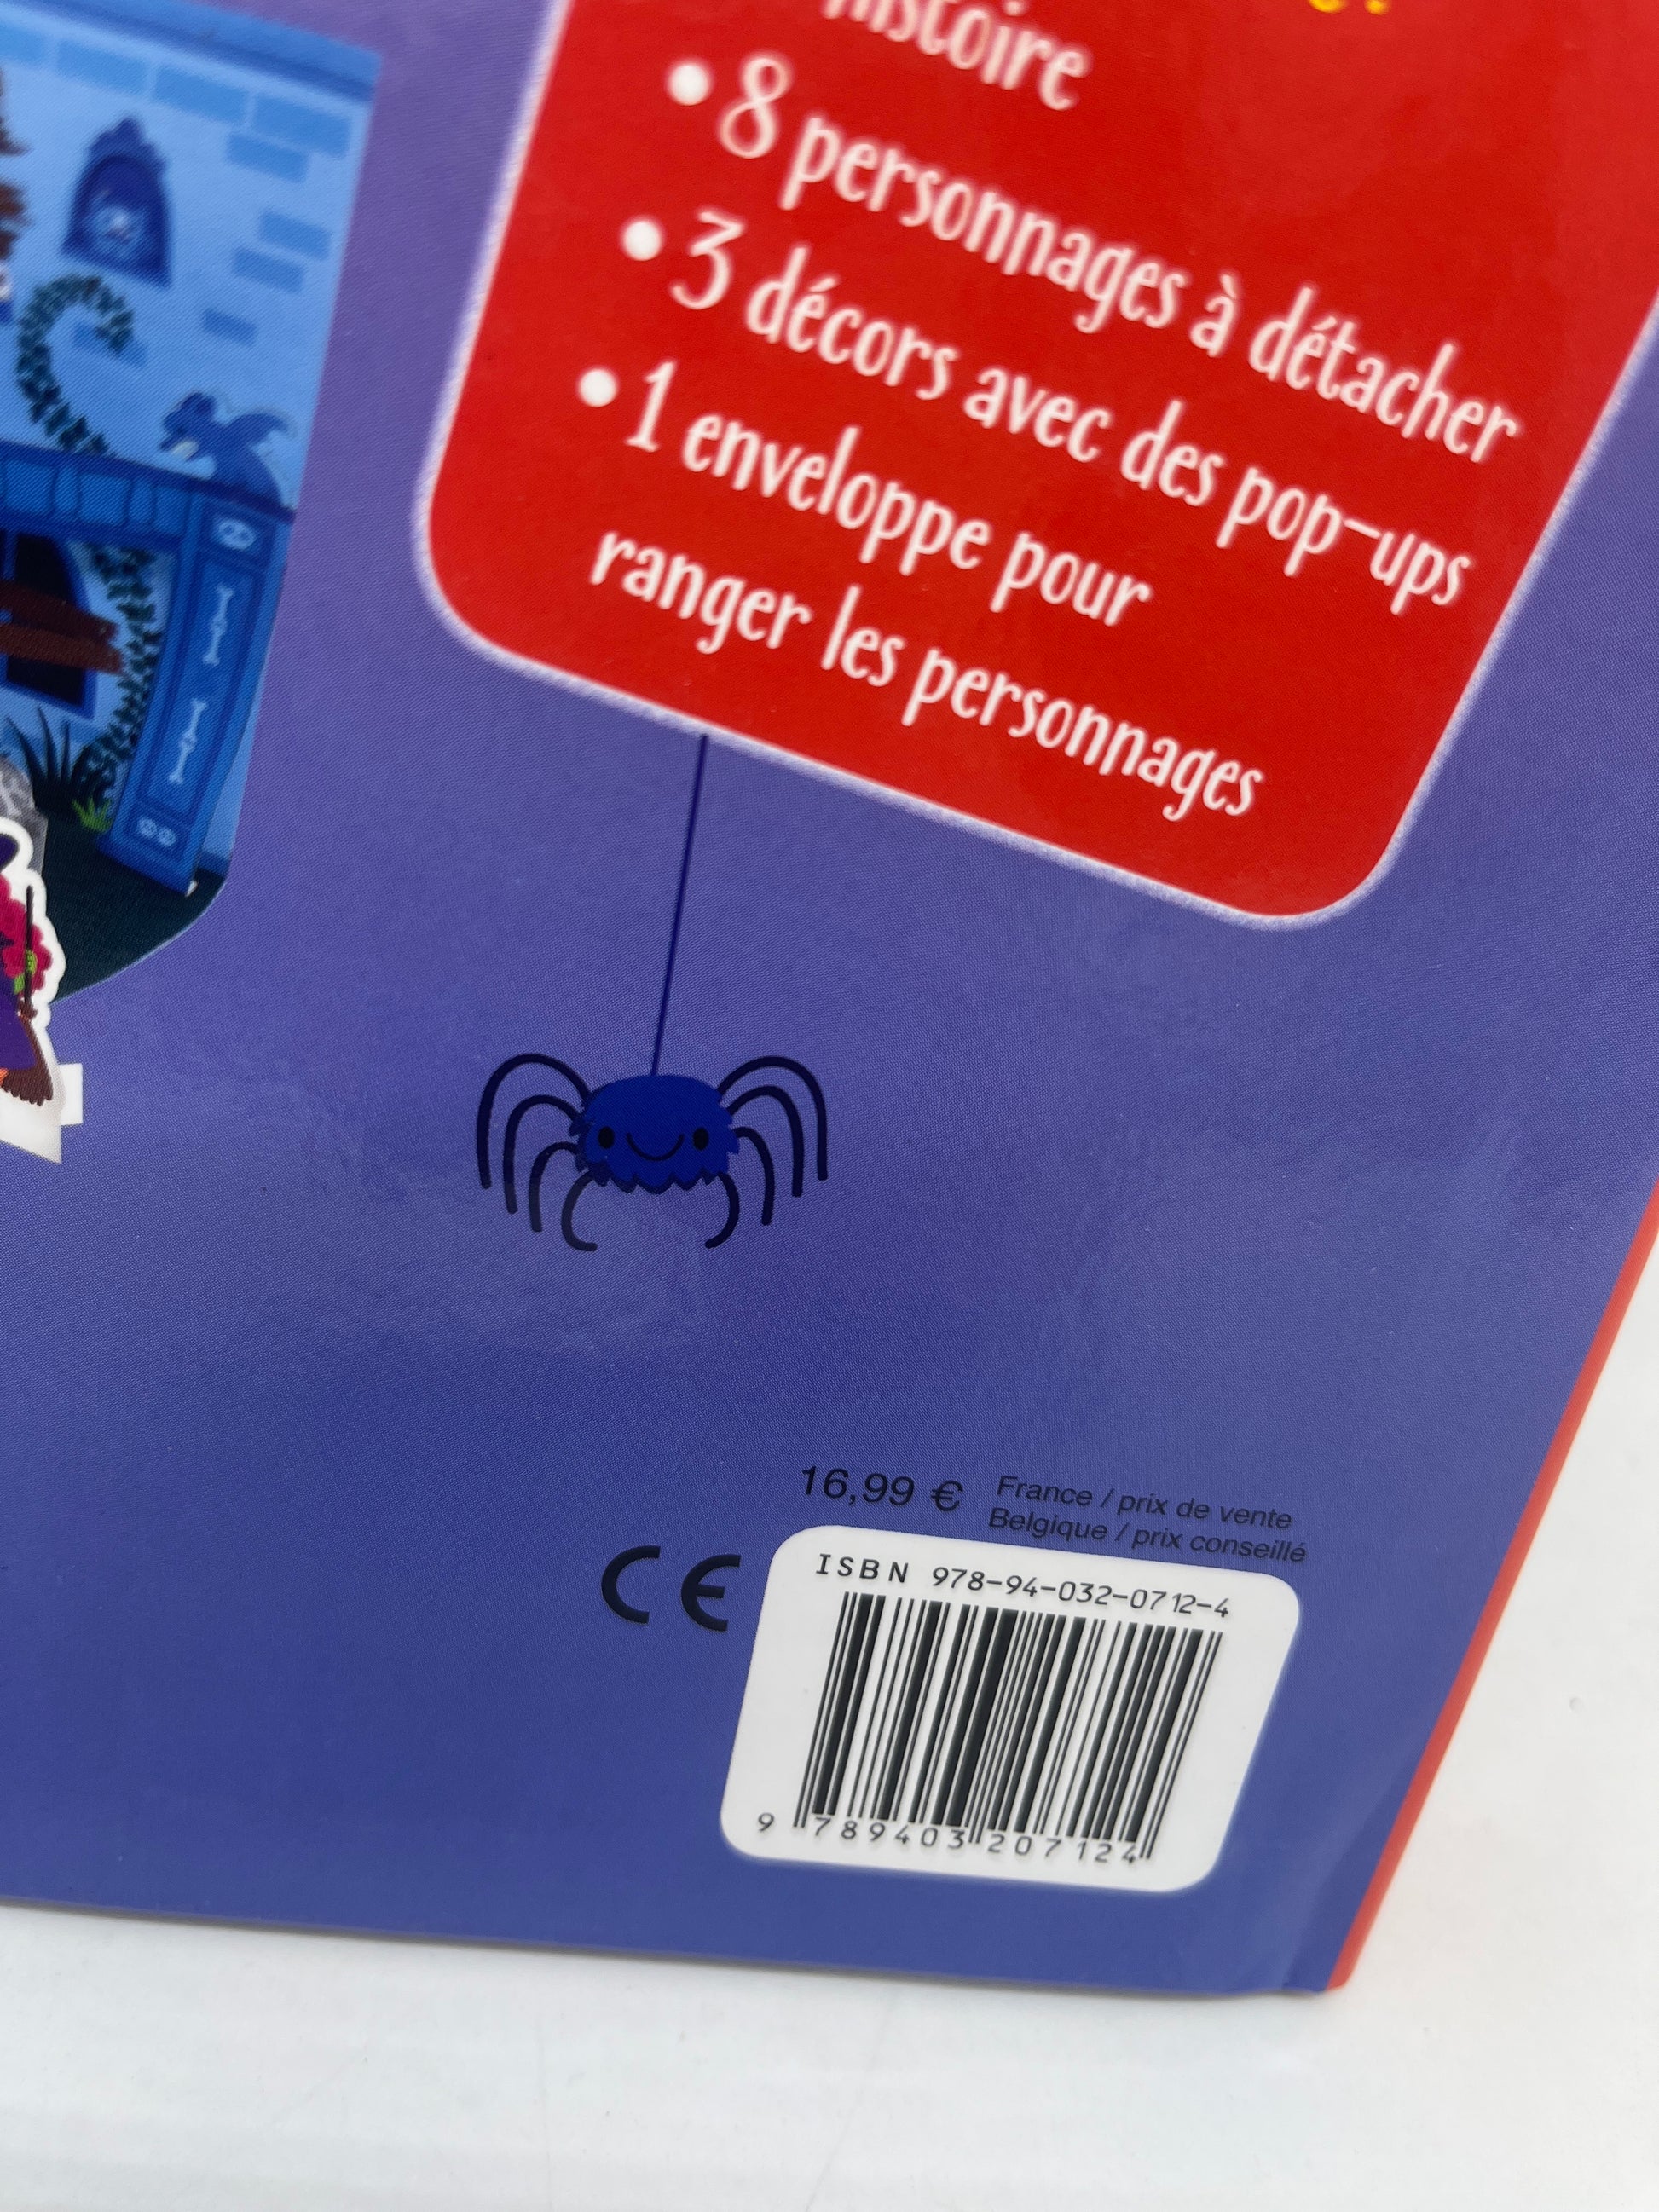 histoire
• 8 personnages à détacher
• 3 décors avec des pop-ups
• 1 enveloppe pour
ranger les personnages
16,99 € France / prix de vente
Belgique / prix conseillé
CE
ISBN 978-94-032-0712-4
9 789403 207124